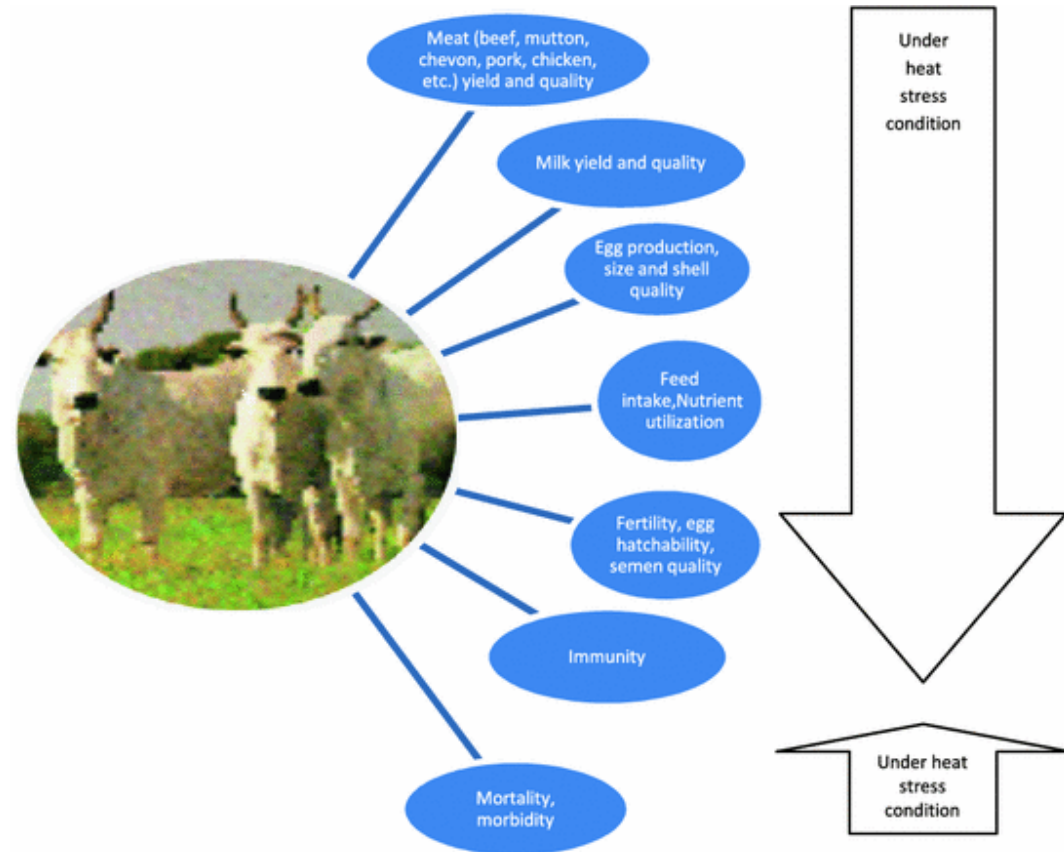 Meat (beef, mutton,
chevon, pork, chicken,
etc.) yield and quality
Milk yield and quality
Egg production,
size and shell
quality
Feed
intake,Nutrient
utilization
Fertility, egg
hatchability,
semen quality
Immunity
Mortality,
morbidity
Under
heat
stress
condition
Under heat
stress
condition